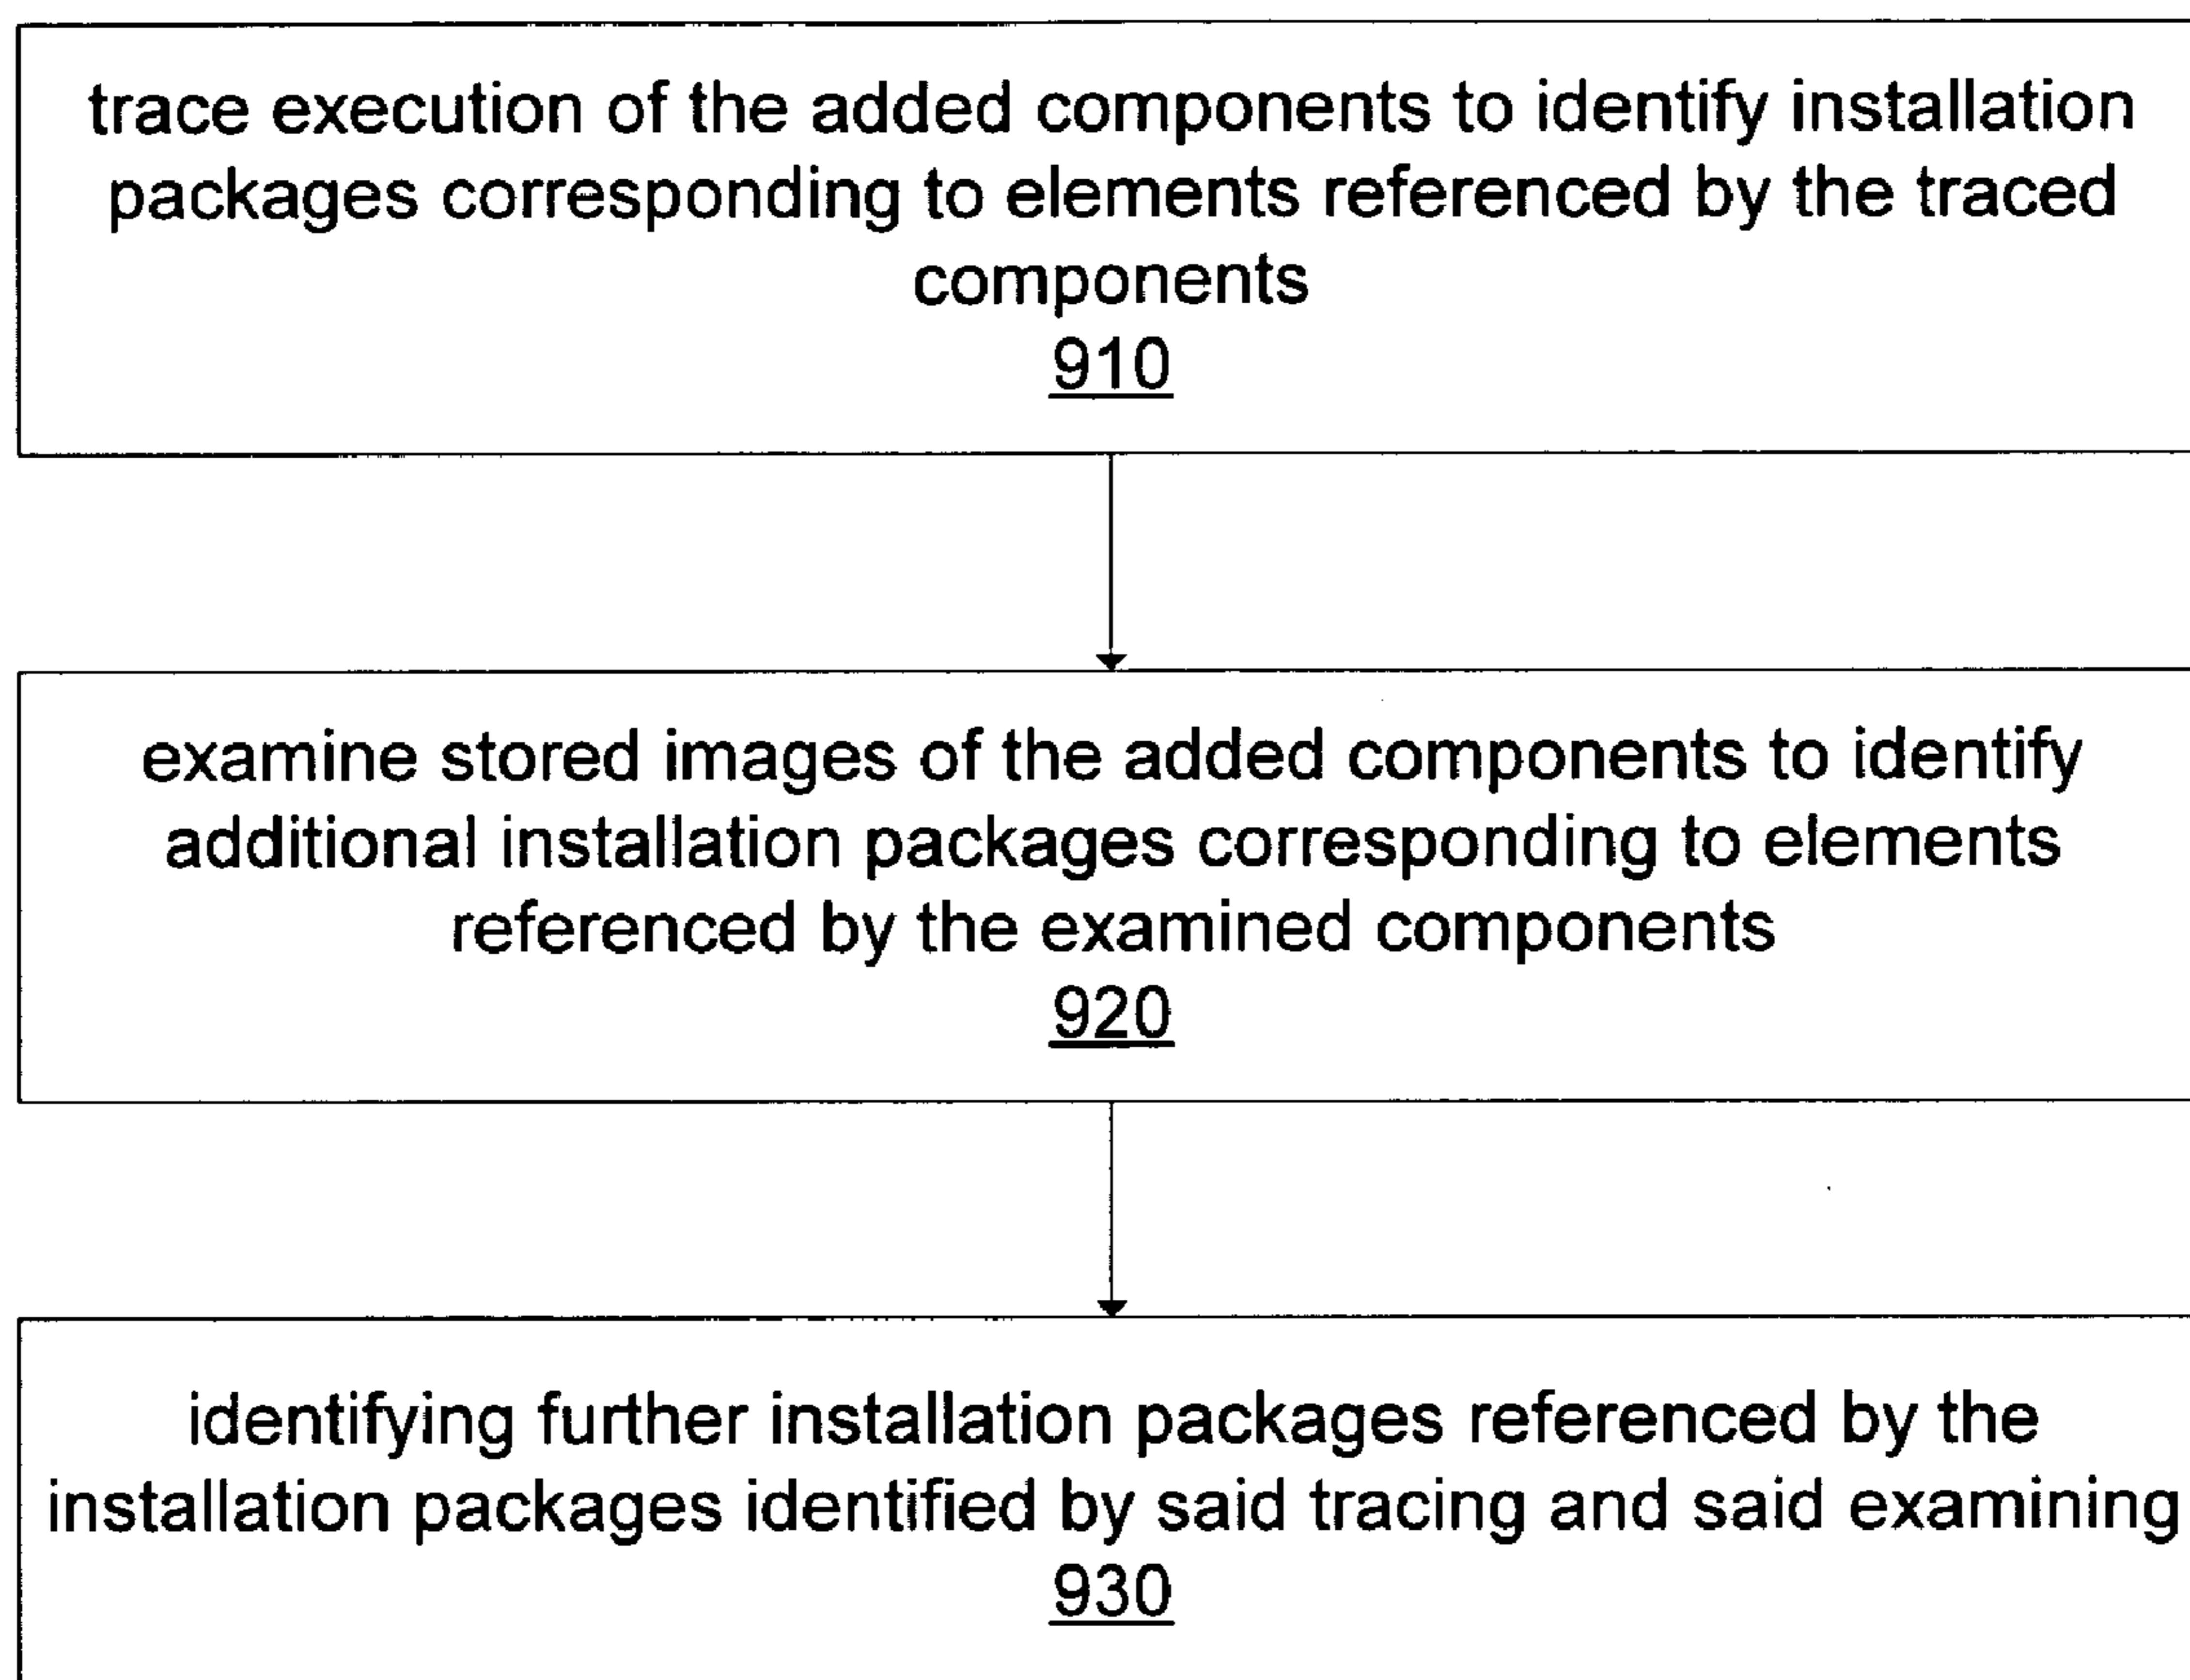 trace execution of the added components to identify installation
packages corresponding to elements referenced by the traced
components
910
examine stored images of the added components to identify
additional installation packages corresponding to elements
referenced by the examined components
920
identifying further installation packages referenced by the
installation packages identified by said tracing and said examining
930